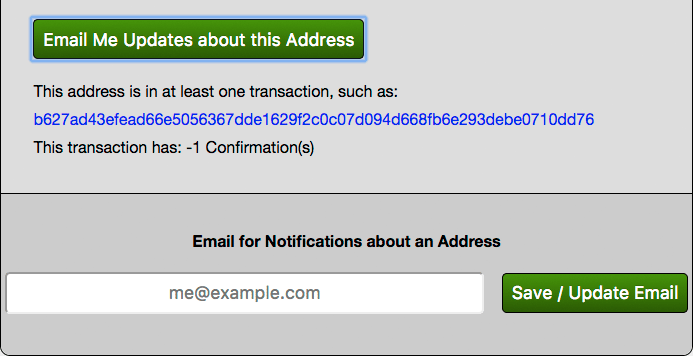 Email Me Updates about this Address
This address is in at least one transaction, such as:
b627ad43efead66e5056367dde1629f2c0c07d094d668fb6e293debe0710dd76
This transaction has: -1 Confirmation(s)
Email for Notifications about an Address
me@example.com
Save / Update Email